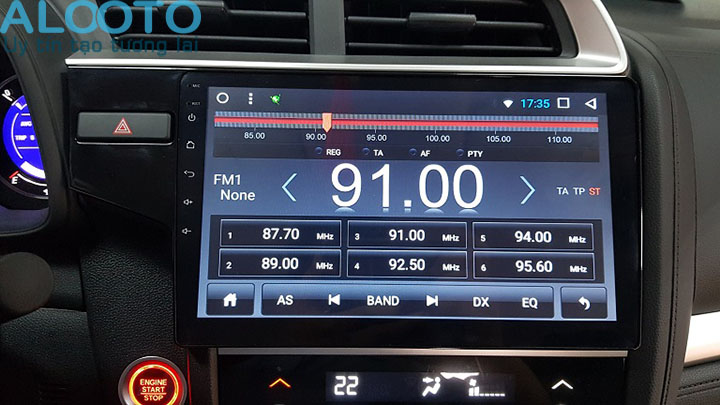 ALOOTO
17:35
MIC
RST
85.00 90.00 95.00 100.00 105.00 110.00
REG TA AF PTY
FM1
None
91.00
TA TP ST
1 87.70 MHz 3 91.00 MHz 5 94.00 MHz
2 89.00 MHz 4 92.50 MHz 6 95.60 MHz
AS BAND DX EQ
ENGINE
START
STOP
22